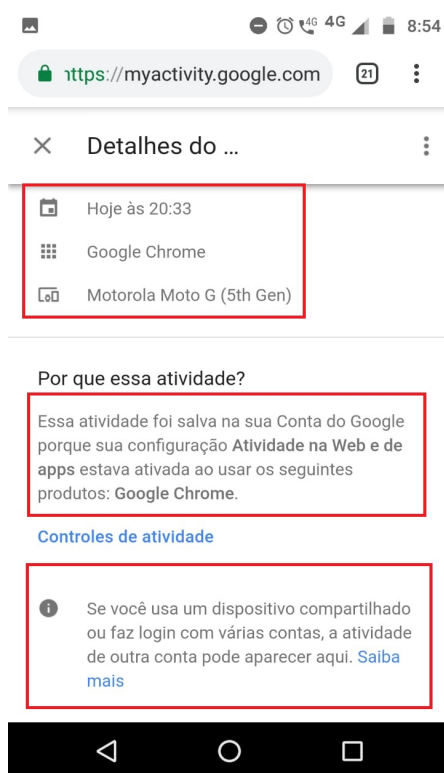 4G 4G 8:54
https://myactivity.google.com 21
Detalhes do ...
Hoje às 20:33
Google Chrome
Motorola Moto G (5th Gen)
Por que essa atividade?
Essa atividade foi salva na sua Conta do Google
porque sua configuração Atividade na Web e de
apps estava ativada ao usar os seguintes
produtos: Google Chrome.
Controles de atividade
Se você usa um dispositivo compartilhado
ou faz login com várias contas, a atividade
de outra conta pode aparecer aqui. Saiba
mais